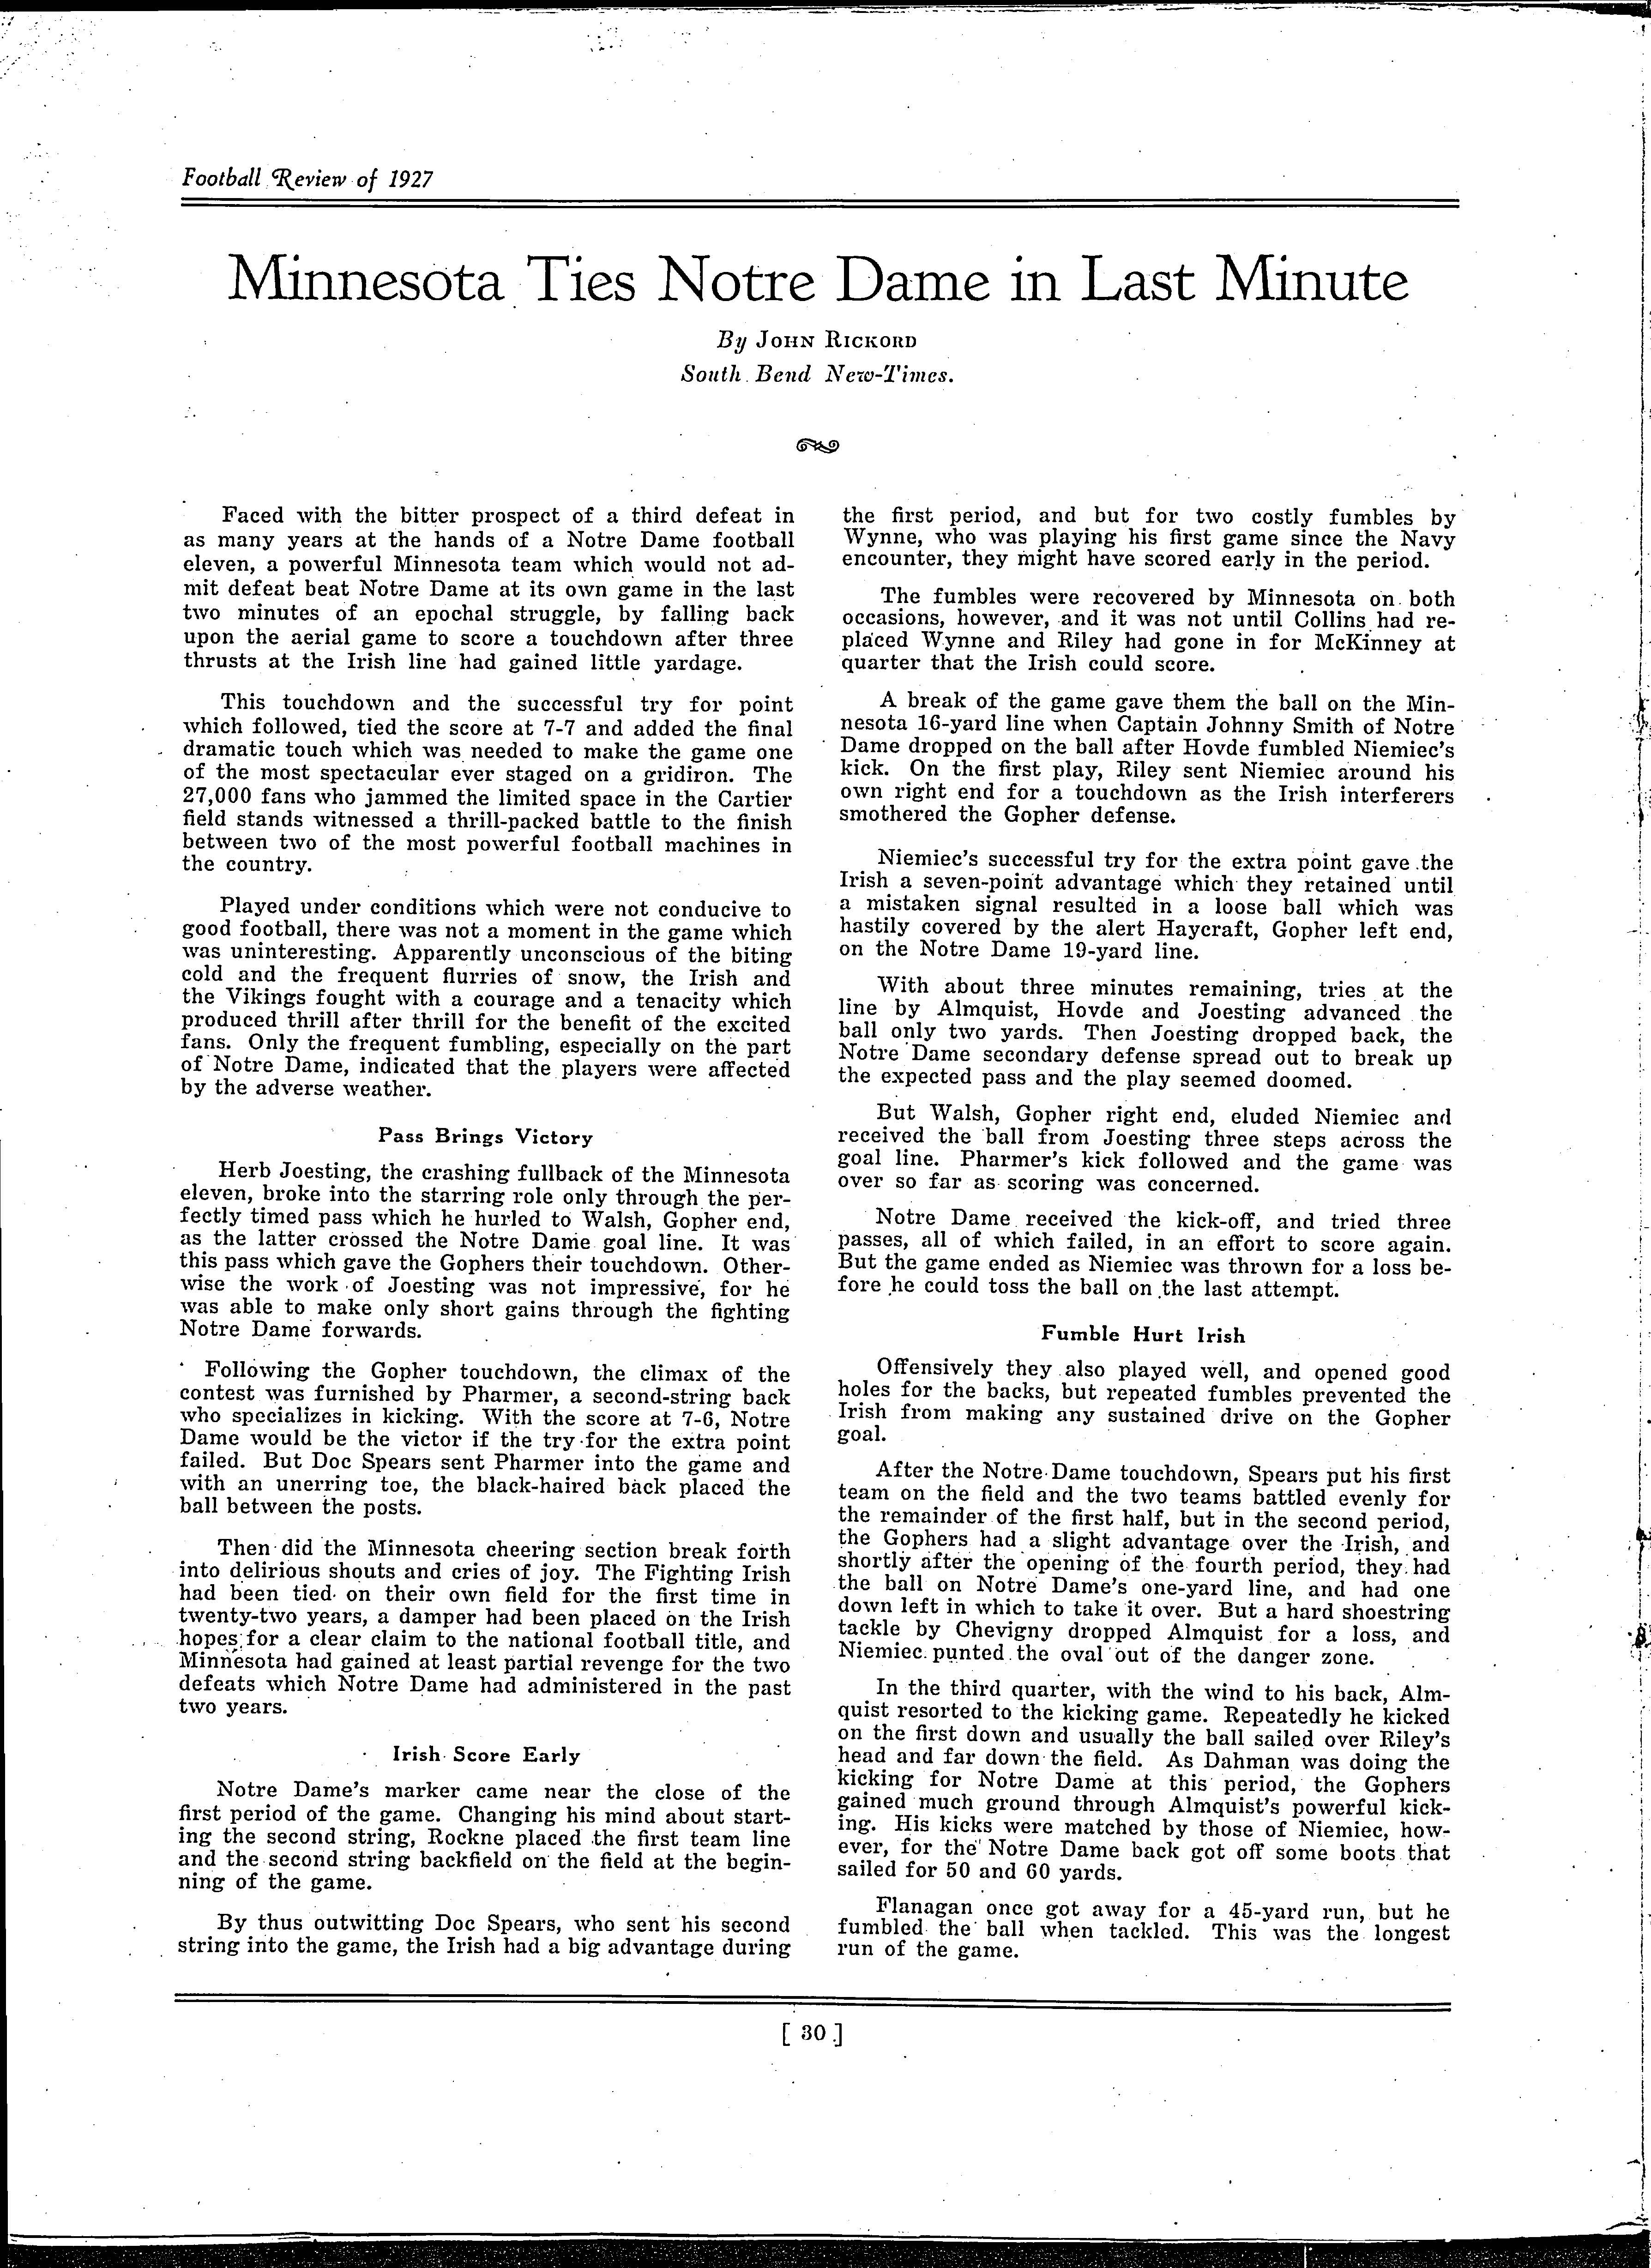 Football Review of 1927
Minnesota Ties Notre Dame in Last Minute
By JOHN RICKORD
South Bend New-Times.
Faced with the bitter prospect of a third defeat in
as many years at the hands of a Notre Dame football
eleven, a powerful Minnesota team which would not ad-
mit defeat beat Notre Dame at its own game in the last
two minutes of an epochal struggle, by falling back
upon the aerial game to score a touchdown after three
thrusts at the Irish line had gained little yardage.
This touchdown and the successful try for point
which followed, tied the score at 7-7 and added the final
dramatic touch which was needed to make the game one
of the most spectacular ever staged on a gridiron. The
27,000 fans who jammed the limited space in the Cartier
field stands witnessed a thrill-packed battle to the finish
between two of the most powerful football machines in
the country.
Played under conditions which were not conducive to
good football, there was not a moment in the game which
was uninteresting. Apparently unconscious of the biting
cold and the frequent flurries of snow, the Irish and
the Vikings fought with a courage and a tenacity which
produced thrill after thrill for the benefit of the excited
fans. Only the frequent fumbling, especially on the part
of Notre Dame, indicated that the players were affected
by the adverse weather.
Pass Brings Victory
Herb Joesting, the crashing fullback of the Minnesota
eleven, broke into the starring role only through the per-
fectly timed pass which he hurled to Walsh, Gopher end,
as the latter crossed the Notre Dame goal line. It was
this pass which gave the Gophers their touchdown. Other-
wise the work of Joesting was not impressive, for he
was able to make only short gains through the fighting
Notre Dame forwards.
Following the Gopher touchdown, the climax of the
contest was furnished by Pharmer, a second-string back
who specializes in kicking. With the score at 7-6, Notre
Dame would be the victor if the try for the extra point
failed. But Doc Spears sent Pharmer into the game and
with an unerring toe, the black-haired back placed the
ball between the posts.
Then did the Minnesota cheering section break forth
into delirious shouts and cries of joy. The Fighting Irish
had been tied on their own field for the first time in
twenty-two years, a damper had been placed on the Irish
hopes for a clear claim to the national football title, and
Minnesota had gained at least partial revenge for the two
defeats which Notre Dame had administered in the past
two years.
Irish Score Early
Notre Dame's marker came near the close of the
first period of the game. Changing his mind about start-
ing the second string, Rockne placed the first team line
and the second string backfield on the field at the begin-
ning of the game.
By thus outwitting Doc Spears, who sent his second
string into the game, the Irish had a big advantage during
the first period, and but for two costly fumbles by
Wynne, who was playing his first game since the Navy
encounter, they might have scored early in the period.
The fumbles were recovered by Minnesota on both
occasions, however, and it was not until Collins had re-
placed Wynne and Riley had gone in for McKinney at
quarter that the Irish could score.
A break of the game gave them the ball on the Min-
nesota 16-yard line when Captain Johnny Smith of Notre
Dame dropped on the ball after Hovde fumbled Niemiec's
kick. On the first play, Riley sent Niemiec around his
own right end for a touchdown as the Irish interferers
smothered the Gopher defense.
Niemiec's successful try for the extra point gave the
Irish a seven-point advantage which they retained until
a mistaken signal resulted in a loose ball which was
hastily covered by the alert Haycraft, Gopher left end,
on the Notre Dame 19-yard line.
With about three minutes remaining, tries at the
line by Almquist, Hovde and Joesting advanced the
ball only two yards. Then Joesting dropped back, the
Notre Dame secondary defense spread out to break up
the expected pass and the play seemed doomed.
But Walsh, Gopher right end, eluded Niemiec and
received the ball from Joesting three steps across the
goal line. Pharmer's kick followed and the game was
over so far as scoring was concerned.
Notre Dame received the kick-off, and tried three
passes, all of which failed, in an effort to score again.
But the game ended as Niemiec was thrown for a loss be-
fore he could toss the ball on the last attempt.
Fumble Hurt Irish
Offensively they also played well, and opened good
holes for the backs, but repeated fumbles prevented the
Irish from making any sustained drive on the Gopher
goal.
After the Notre Dame touchdown, Spears put his first
team on the field and the two teams battled evenly for
the remainder of the first half, but in the second period,
the Gophers had a slight advantage over the Irish, and
shortly after the opening of the fourth period, they had
the ball on Notre Dame's one-yard line, and had one
down left in which to take it over. But a hard shoestring
tackle by Chevigny dropped Almquist for a loss, and
Niemiec punted the oval out of the danger zone.
In the third quarter, with the wind to his back, Alm-
quist resorted to the kicking game. Repeatedly he kicked
on the first down and usually the ball sailed over Riley's
head and far down the field. As Dahman was doing the
kicking for Notre Dame at this period, the Gophers
gained much ground through Almquist's powerful kick-
ing. His kicks were matched by those of Niemiec, how-
ever, for the Notre Dame back got off some boots that
sailed for 50 and 60 yards.
Flanagan once got away for a 45-yard run, but he
fumbled the ball when tackled. This was the longest
run of the game.
[ 30 ]